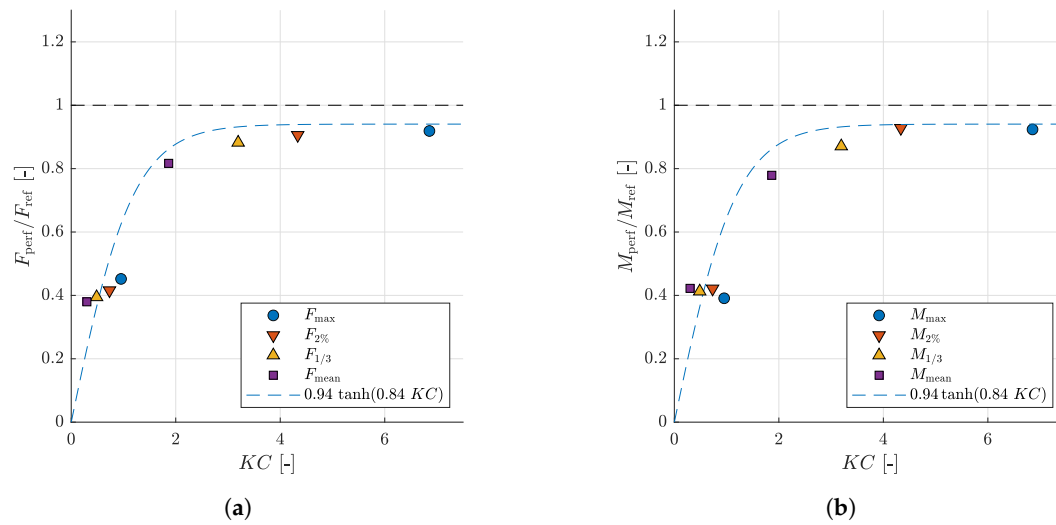 1.2
1
0.8
0.6
0.4
0.2
0
F_perf/F_ref [-]
0 2 4 6
KC [-]
F_max
F_2%
F_1/3
F_mean
0.94 tanh(0.84 KC)
(a)
1.2
1
0.8
0.6
0.4
0.2
0
M_perf/M_ref [-]
0 2 4 6
KC [-]
M_max
M_2%
M_1/3
M_mean
0.94 tanh(0.84 KC)
(b)